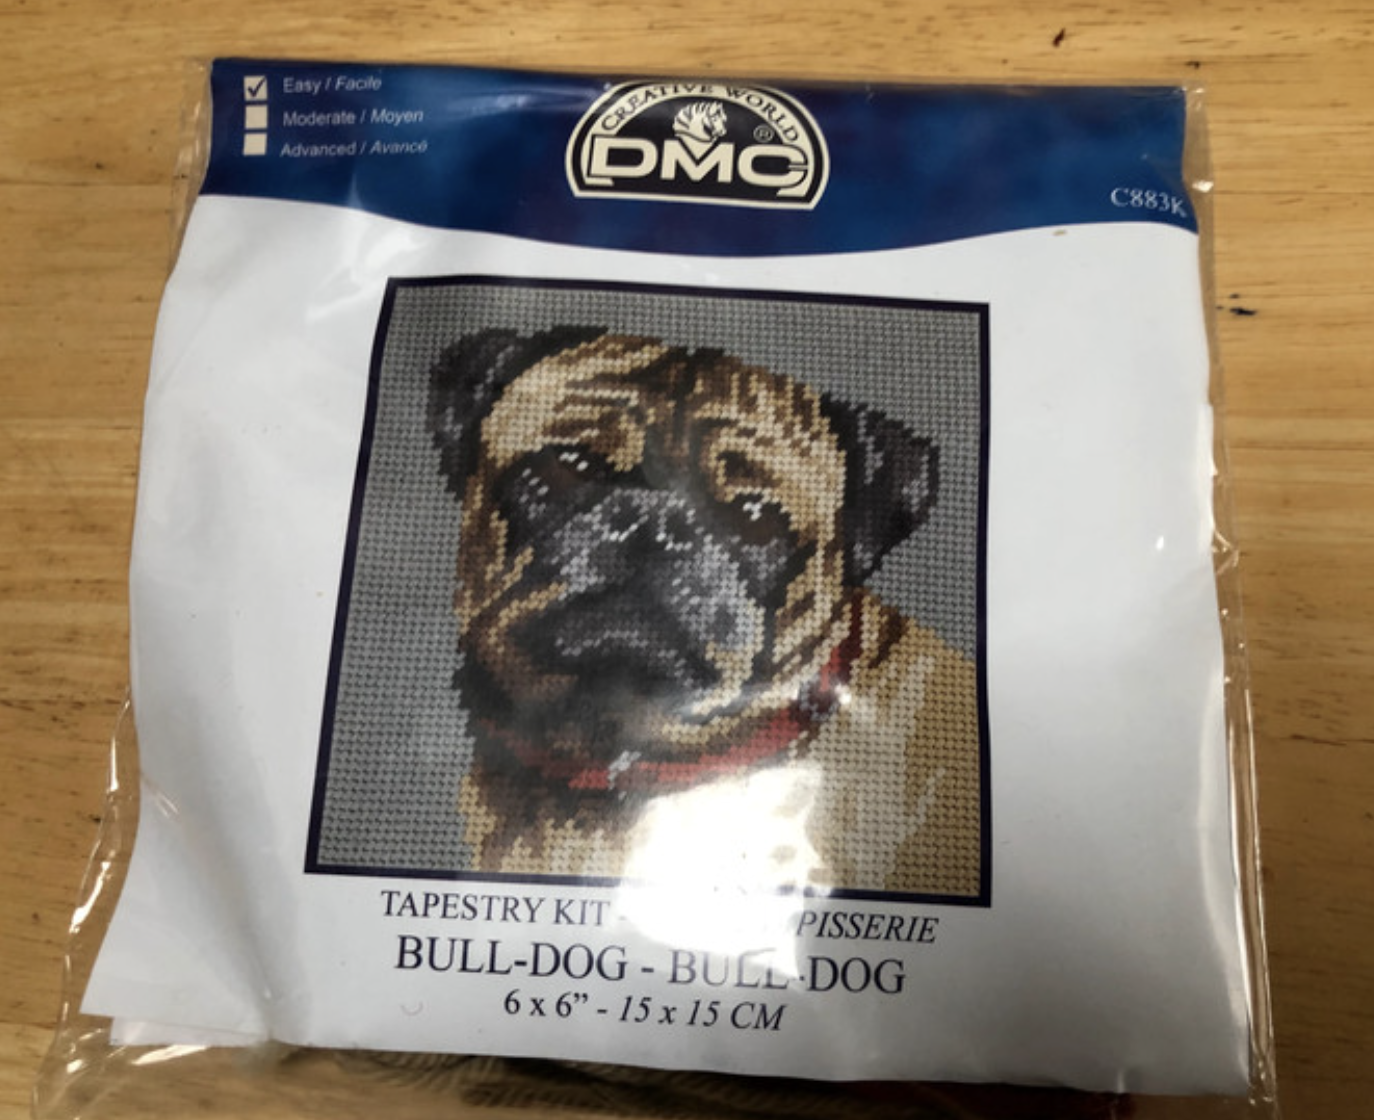 Easy / Facile
Moderate / Moyen
Advanced / Avancé
CREATIVE WORLD
DMC ®
C883K
TAPESTRY KIT -
BULL-DOG - BULL-DOG
6 x 6” - 15 x 15 CM